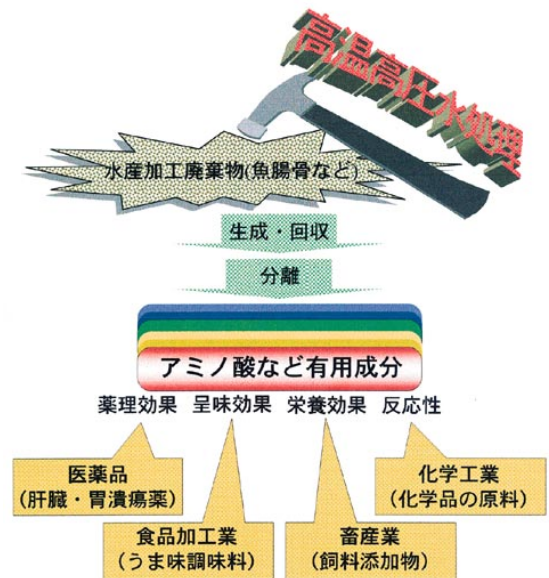 高温高圧水処理
水産加工廃棄物(魚腸骨など)
生成・回収
分離
アミノ酸など有用成分
薬理効果 呈味効果 栄養効果 反応性
医薬品
(肝臓・胃潰瘍薬)
化学工業
(化学品の原料)
食品加工業
(うま味調味料)
畜産業
(飼料添加物)